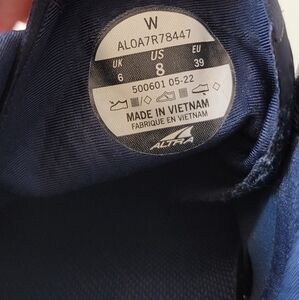 W
AL0A7R78447
UK US EU
6 8 39
500601 05-22
MADE IN VIETNAM
FABRIQUE EN VIETNAM
ALTRA